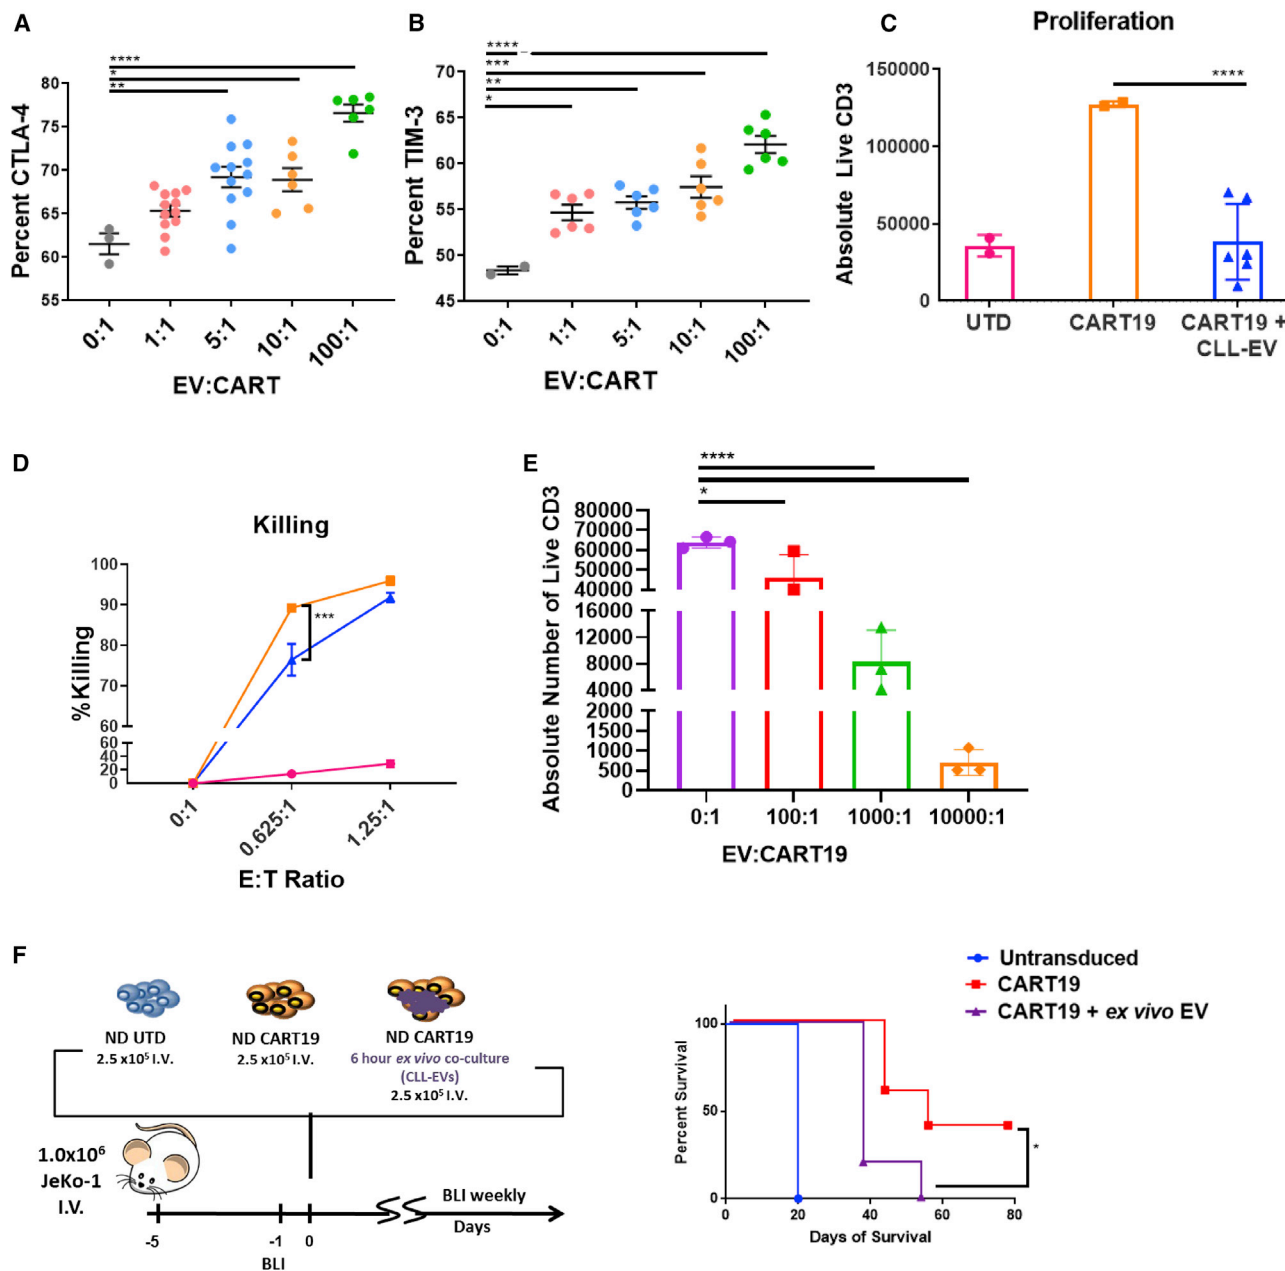 A
****
*
**
Percent CTLA-4
80
75
70
65
60
55
0:1
1:1
5:1
10:1
100:1
EV:CART
B
****
***
**
*
Percent TIM-3
70
65
60
55
50
45
0:1
1:1
5:1
10:1
100:1
EV:CART
C
Proliferation
****
Absolute Live CD3
150000
100000
50000
0
UTD
CART19
CART19 +
CLL-EV
D
Killing
***
%Killing
100
90
80
70
60
60
40
20
0
0:1
0.625:1
1.25:1
E:T Ratio
E
****
*
Absolute Number of Live CD3
80000
70000
60000
50000
40000
16000
12000
8000
4000
2000
1500
1000
500
0
0:1
100:1
1000:1
10000:1
EV:CART19
F
ND UTD
2.5 x10⁵ I.V.
ND CART19
2.5 x10⁵ I.V.
ND CART19
6 hour ex vivo co-culture
(CLL-EVs)
2.5 x10⁵ I.V.
1.0x10⁶
JeKo-1
I.V.
-5
-1
0
BLI
BLI weekly
Days
Untransduced
CART19
CART19 + ex vivo EV
Percent Survival
100
50
0
0
20
40
60
80
*
Days of Survival